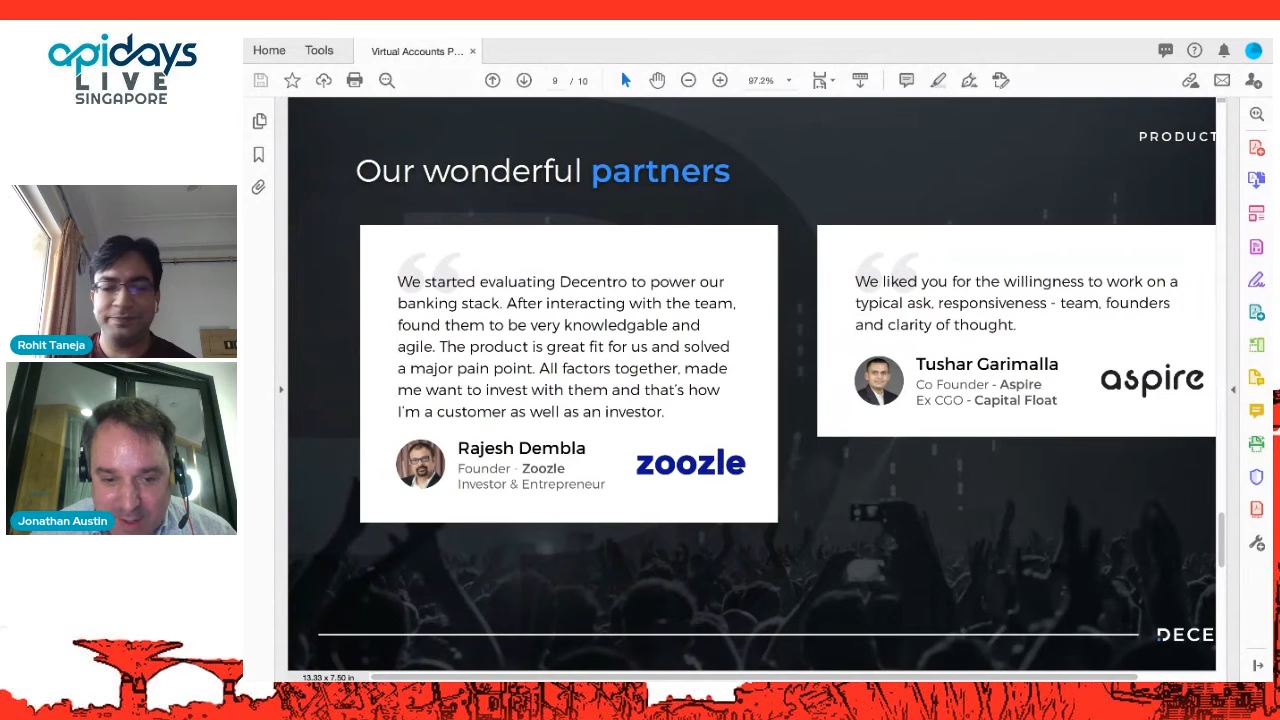 apidays
LIVE
SINGAPORE
Home Tools Virtual Accounts P... ×
9 / 10 97.2%
PRODUCT
Our wonderful partners
We started evaluating Decentro to power our
banking stack. After interacting with the team,
found them to be very knowledgable and
agile. The product is great fit for us and solved
a major pain point. All factors together, made
me want to invest with them and that's how
I'm a customer as well as an investor.
Rajesh Dembla
Founder - Zoozle
Investor & Entrepreneur
zoozle
We liked you for the willingness to work on a
typical ask, responsiveness - team, founders
and clarity of thought.
Tushar Garimalla
Co Founder - Aspire
Ex CGO - Capital Float
aspire
Rohit Taneja
Jonathan Austin
DECE
13.33 x 7.50 in